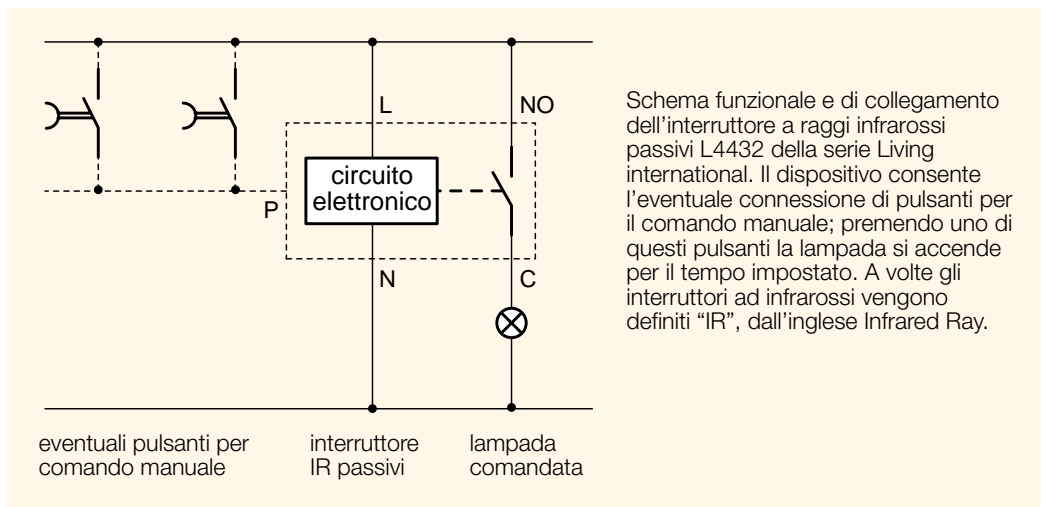 L
NO
circuito
elettronico
P
N
C
eventuali pulsanti per
comando manuale
interruttore
IR passivi
lampada
comandata
Schema funzionale e di collegamento
dell'interruttore a raggi infrarossi
passivi L4432 della serie Living
international. Il dispositivo consente
l'eventuale connessione di pulsanti per
il comando manuale; premendo uno di
questi pulsanti la lampada si accende
per il tempo impostato. A volte gli
interruttori ad infrarossi vengono
definiti “IR”, dall'inglese Infrared Ray.